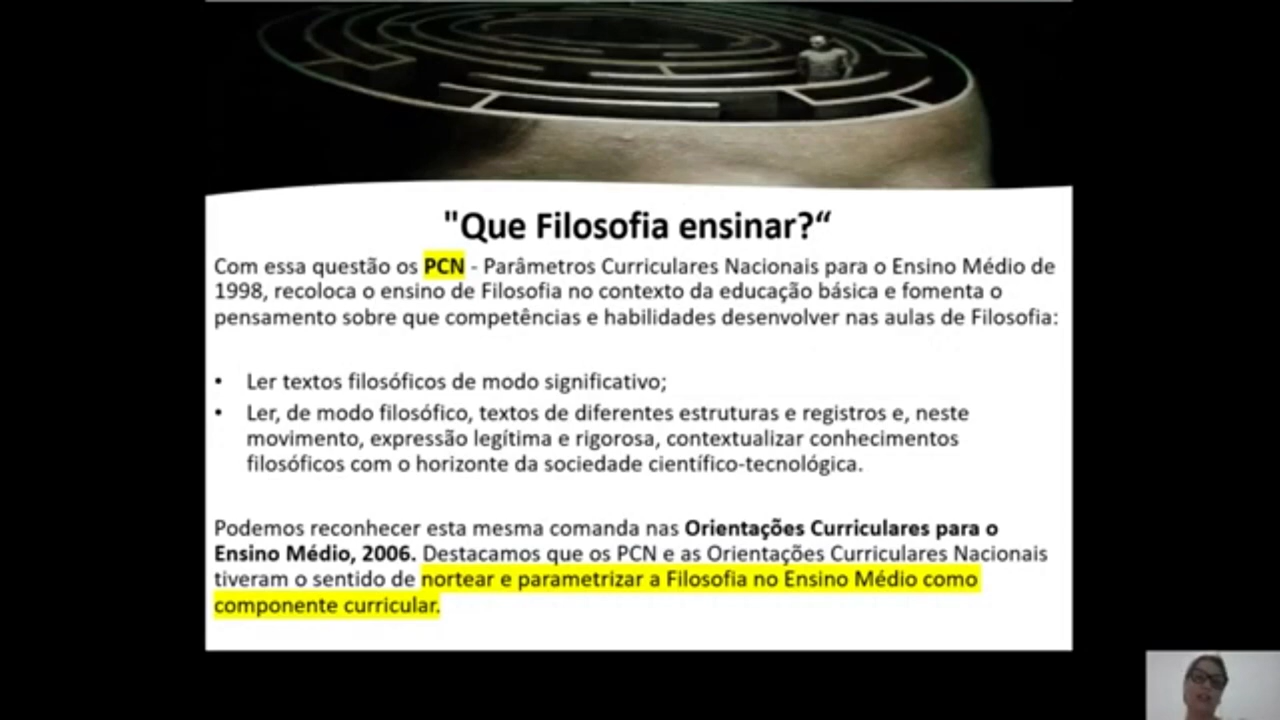 "Que Filosofia ensinar?“
Com essa questão os PCN - Parâmetros Curriculares Nacionais para o Ensino Médio de
1998, recoloca o ensino de Filosofia no contexto da educação básica e fomenta o
pensamento sobre que competências e habilidades desenvolver nas aulas de Filosofia:
• Ler textos filosóficos de modo significativo;
• Ler, de modo filosófico, textos de diferentes estruturas e registros e, neste
movimento, expressão legítima e rigorosa, contextualizar conhecimentos
filosóficos com o horizonte da sociedade científico-tecnológica.
Podemos reconhecer esta mesma comanda nas Orientações Curriculares para o
Ensino Médio, 2006. Destacamos que os PCN e as Orientações Curriculares Nacionais
tiveram o sentido de nortear e parametrizar a Filosofia no Ensino Médio como
componente curricular.